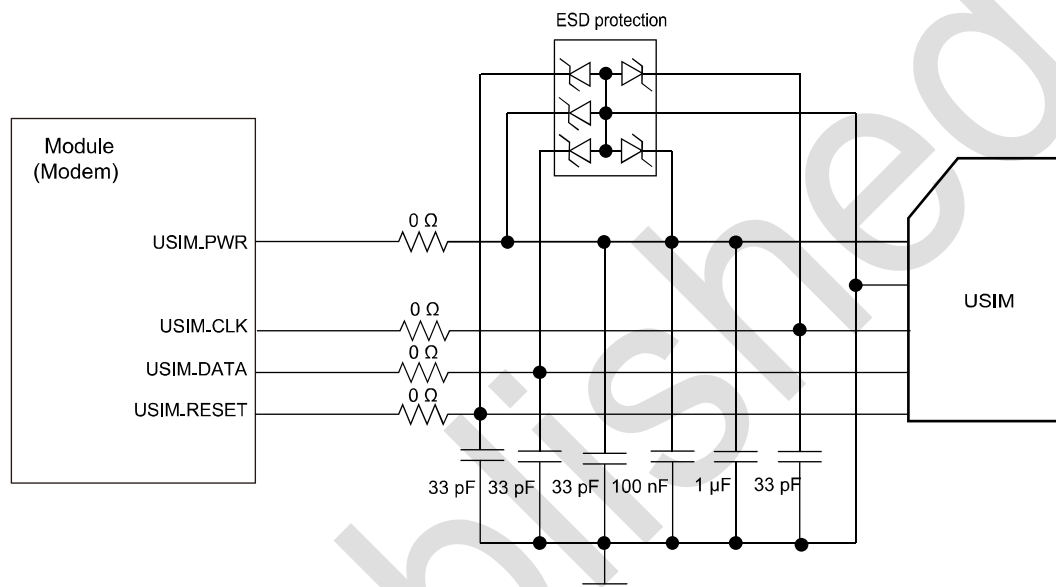 ESD protection
Module
(Modem)
0 Ω
USIM_PWR
USIM
0 Ω
USIM_CLK
0 Ω
USIM_DATA
0 Ω
USIM_RESET
33 pF 33 pF 33 pF 100 nF 1 µF 33 pF
blished